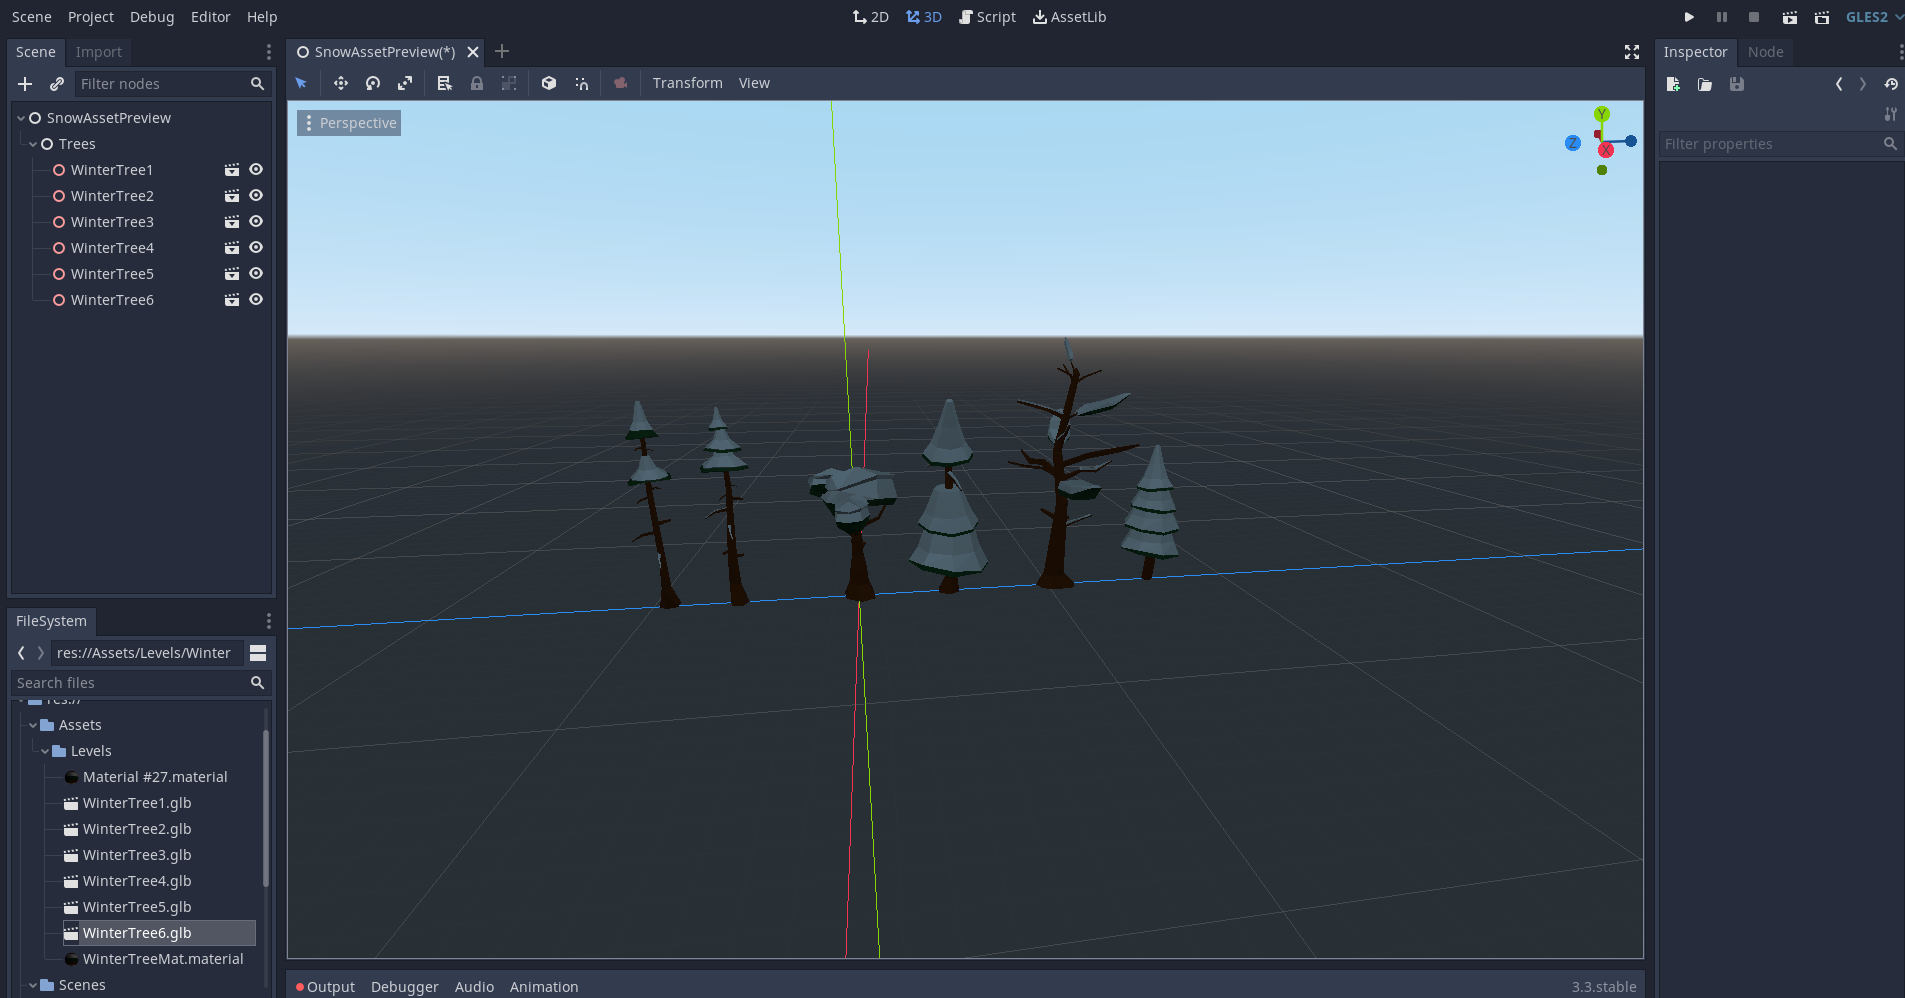 Scene Project Debug Editor Help
2D 3D Script AssetLib
GLES2
Scene Import
Filter nodes
SnowAssetPreview
Trees
WinterTree1
WinterTree2
WinterTree3
WinterTree4
WinterTree5
WinterTree6
FileSystem
res://Assets/Levels/Winter
Search files
res://
Assets
Levels
Material #27.material
WinterTree1.glb
WinterTree2.glb
WinterTree3.glb
WinterTree4.glb
WinterTree5.glb
WinterTree6.glb
WinterTreeMat.material
Scenes
SnowAssetPreview(*)
Transform View
Perspective
Y
Z
X
Output Debugger Audio Animation
3.3.stable
Inspector Node
Filter properties